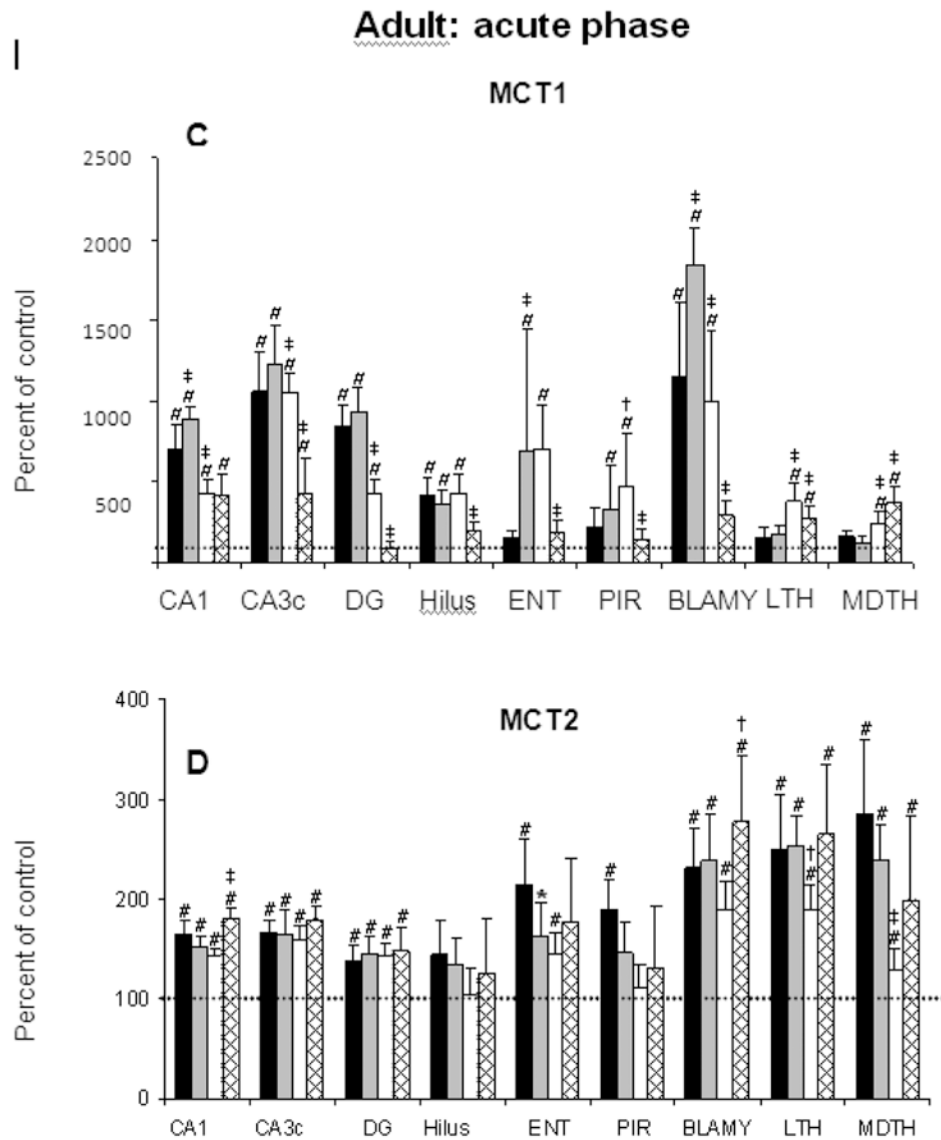 Adult: acute phase
I
MCT1
C
2500
2000
1500
1000
500
Percent of control
# # ‡ # ‡ #
# # ‡ # ‡ #
# # ‡ # ‡
# # # ‡
‡ # # ‡
# † # ‡
# ‡ # ‡ # ‡
‡ # ‡ #
‡ # ‡ #
CA1 CA3c DG Hilus ENT PIR BLAMY LTH MDTH
MCT2
D
400
300
200
100
0
Percent of control
# # # ‡ #
# # # #
# # # #
# * #
#
# # # † #
# # † # #
# # ‡ # #
CA1 CA3c DG Hilus ENT PIR BLAMY LTH MDTH